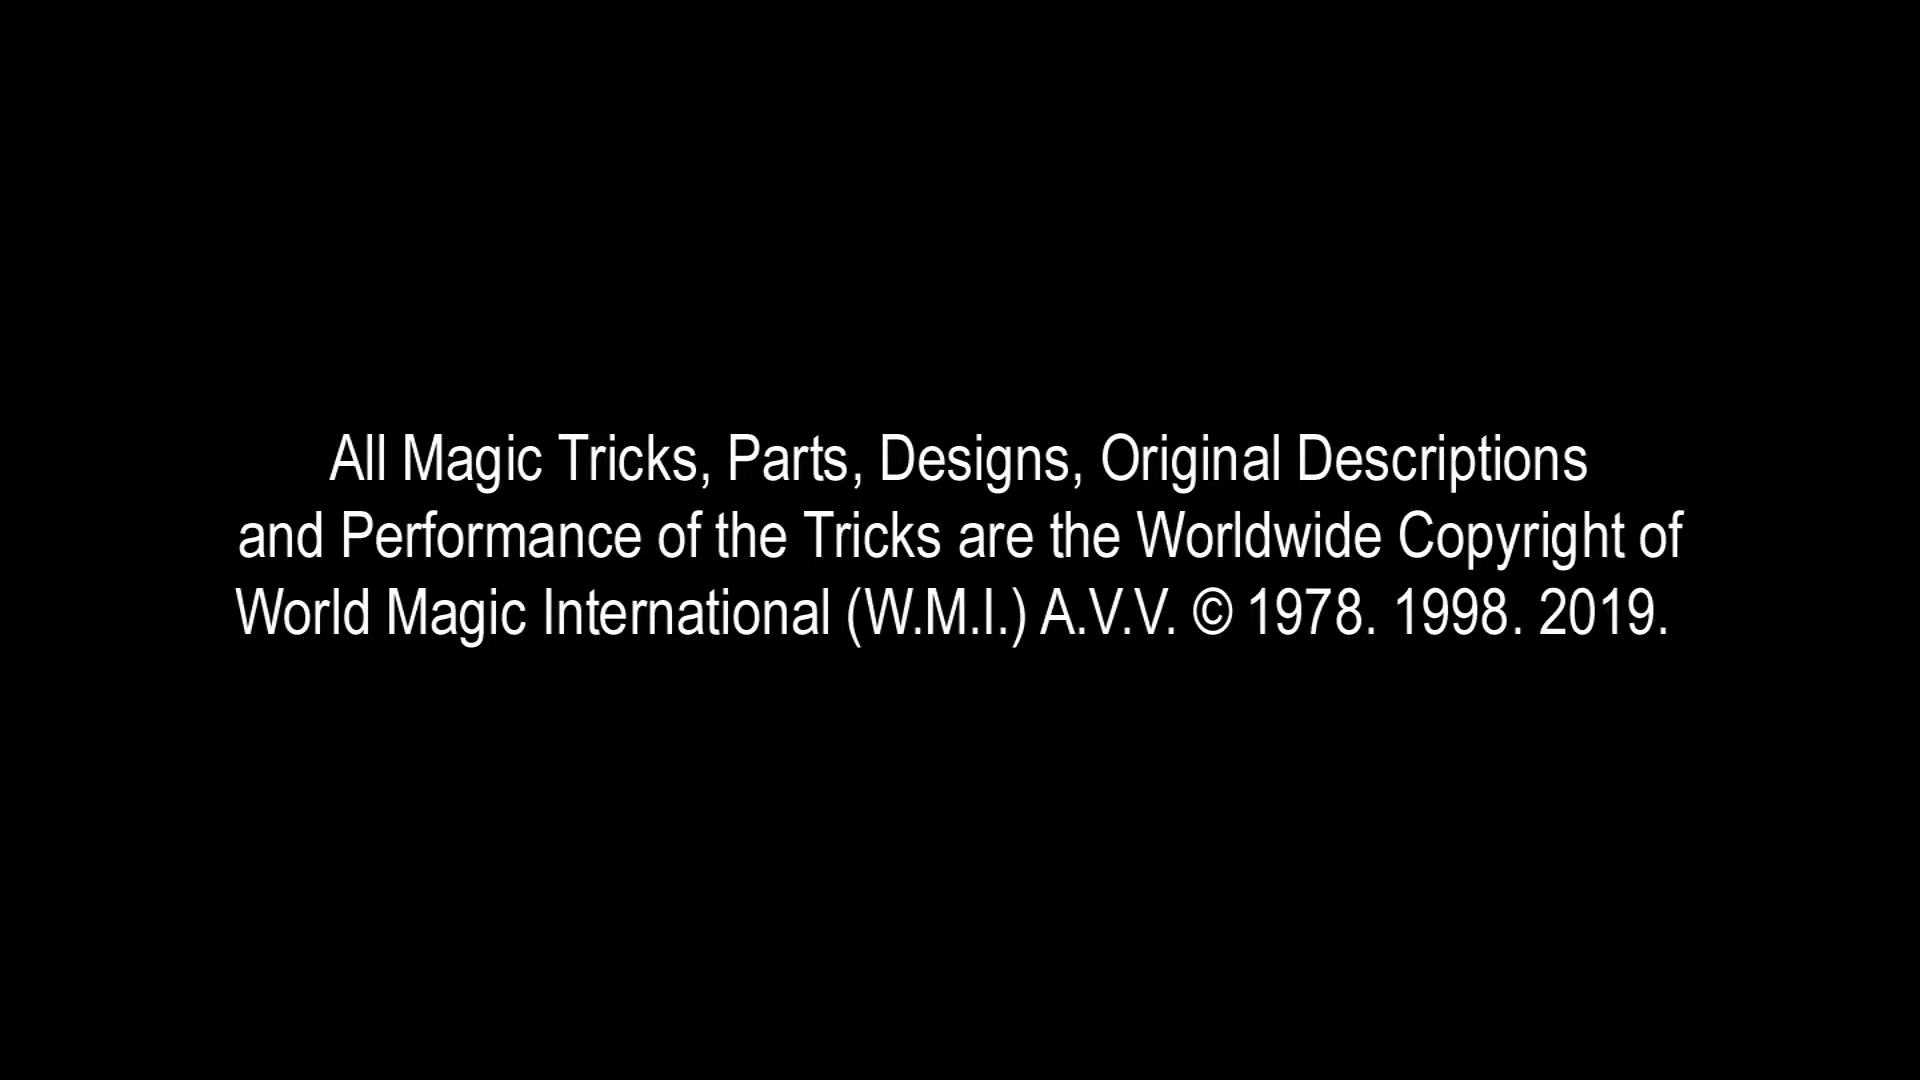 All Magic Tricks, Parts, Designs, Original Descriptions
and Performance of the Tricks are the Worldwide Copyright of
World Magic International (W.M.I.) A.V.V. © 1978. 1998. 2019.